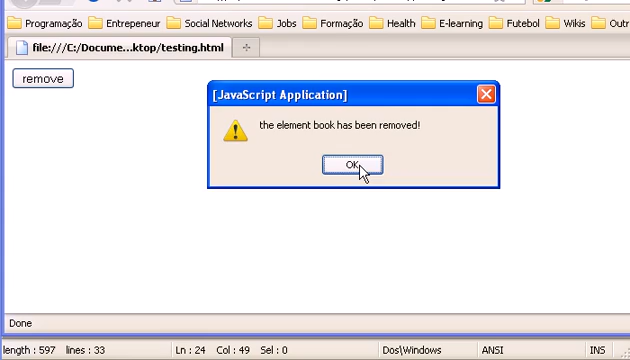 Programação Entrepeneur Social Networks Jobs Formação Health E-learning Futebol Wikis Outr
file:///C:/Docume...ktop/testing.html
remove
[JavaScript Application]
the element book has been removed!
OK
Done
length : 597 lines : 33 Ln : 24 Col : 49 Sel : 0 Dos\Windows ANSI INS